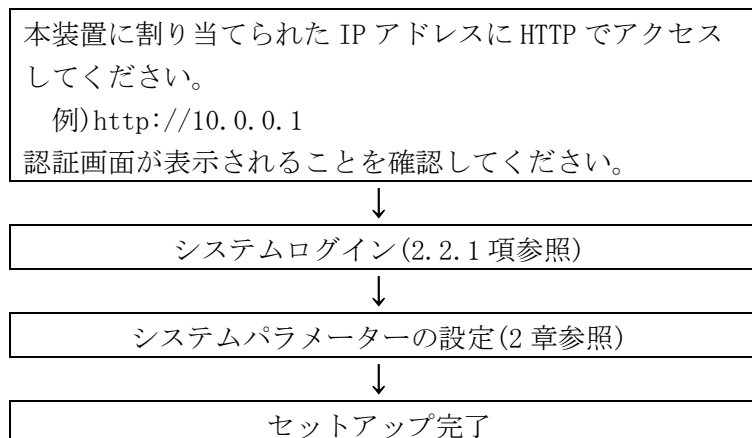 本装置に割り当てられた IP アドレスに HTTP でアクセス
してください。
例)http://10.0.0.1
認証画面が表示されることを確認してください。
↓
システムログイン(2.2.1 項参照)
↓
システムパラメーターの設定(2 章参照)
↓
セットアップ完了